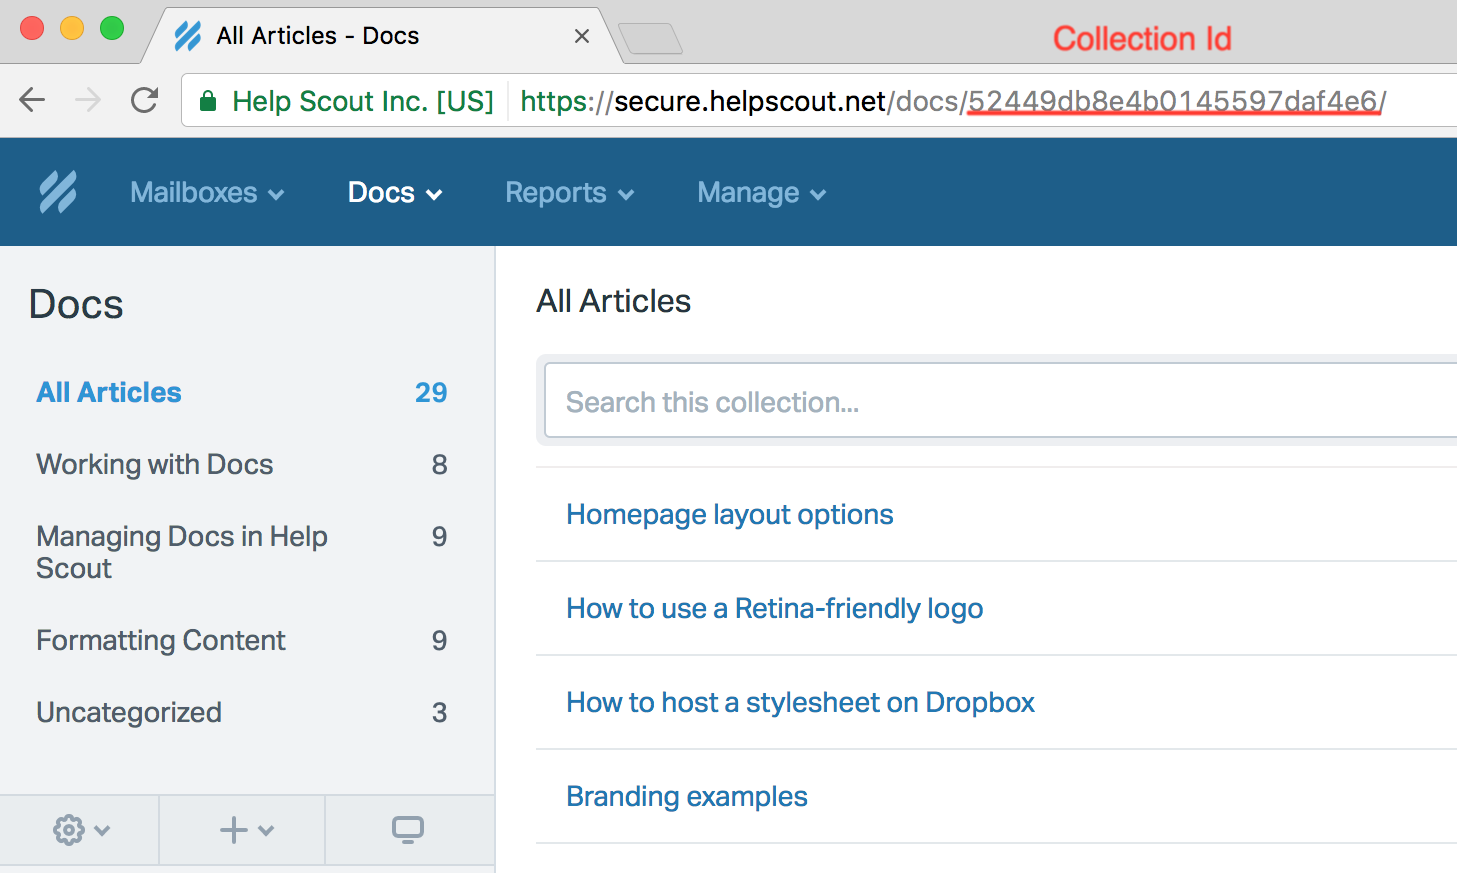 All Articles - Docs
Collection Id
Help Scout Inc. [US] https://secure.helpscout.net/docs/52449db8e4b0145597daf4e6/
Mailboxes Docs Reports Manage
Docs
All Articles 29
Working with Docs 8
Managing Docs in Help 9
Scout
Formatting Content 9
Uncategorized 3
All Articles
Search this collection...
Homepage layout options
How to use a Retina-friendly logo
How to host a stylesheet on Dropbox
Branding examples